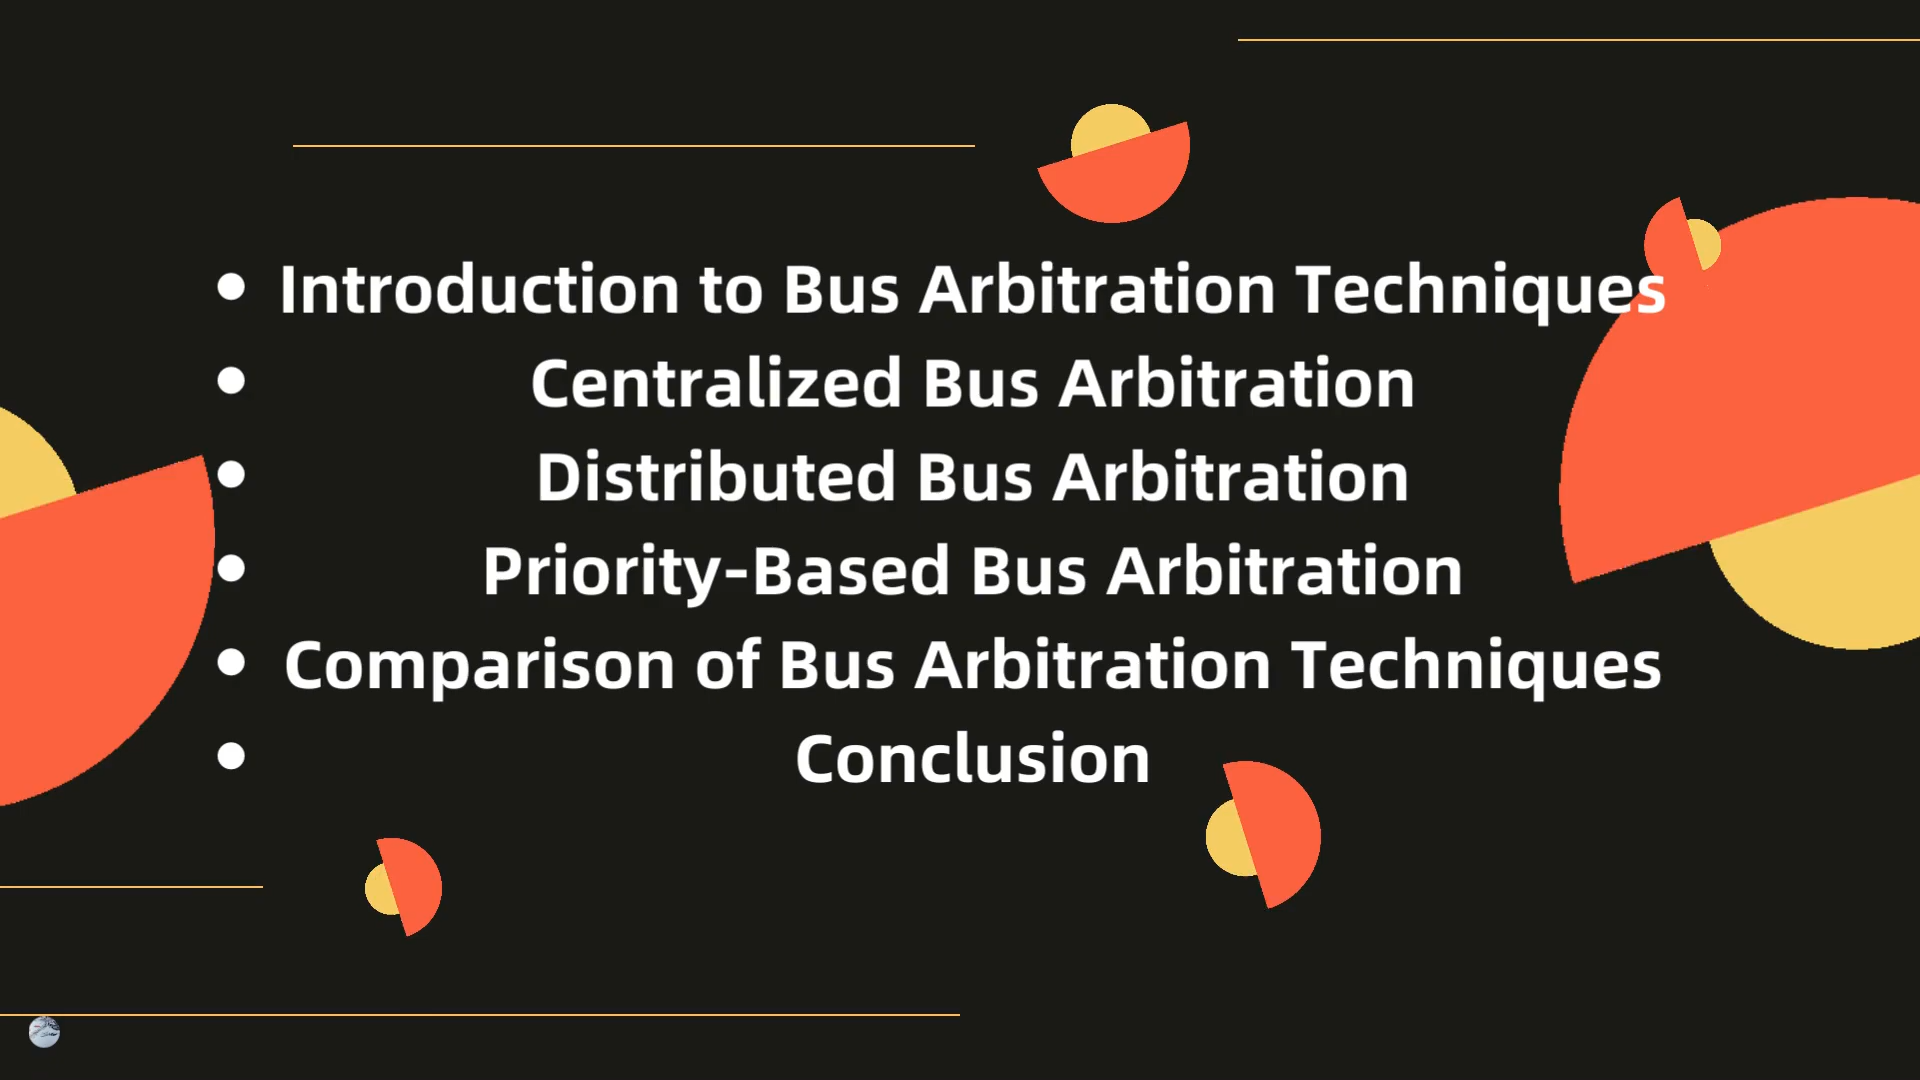 • Introduction to Bus Arbitration Techniques
• Centralized Bus Arbitration
• Distributed Bus Arbitration
• Priority-Based Bus Arbitration
• Comparison of Bus Arbitration Techniques
• Conclusion